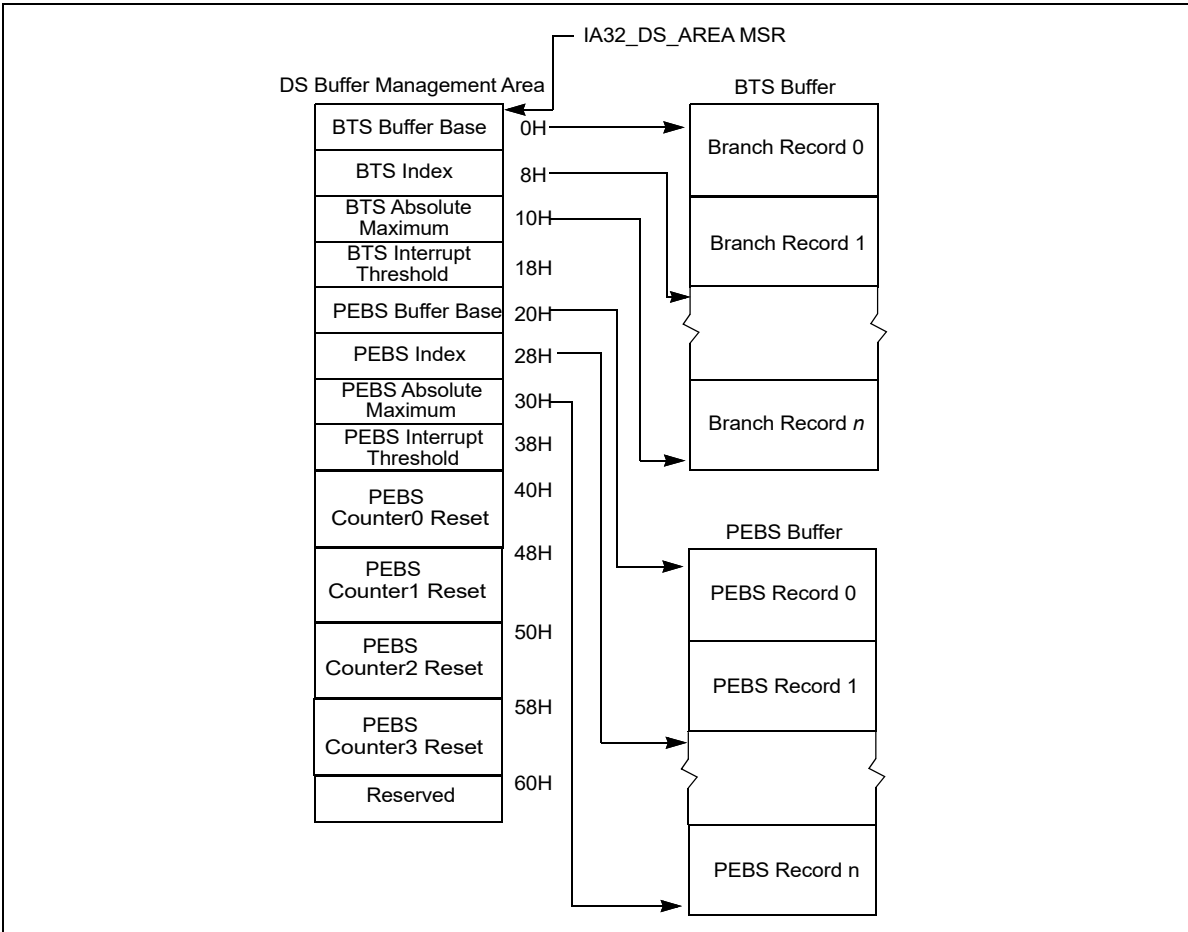 IA32_DS_AREA MSR
DS Buffer Management Area
BTS Buffer Base
0H
BTS Index
8H
BTS Absolute
Maximum
10H
BTS Interrupt
Threshold
18H
PEBS Buffer Base
20H
PEBS Index
28H
PEBS Absolute
Maximum
30H
PEBS Interrupt
Threshold
38H
PEBS
Counter0 Reset
40H
PEBS
Counter1 Reset
48H
PEBS
Counter2 Reset
50H
PEBS
Counter3 Reset
58H
Reserved
60H
BTS Buffer
Branch Record 0
Branch Record 1
Branch Record n
PEBS Buffer
PEBS Record 0
PEBS Record 1
PEBS Record n